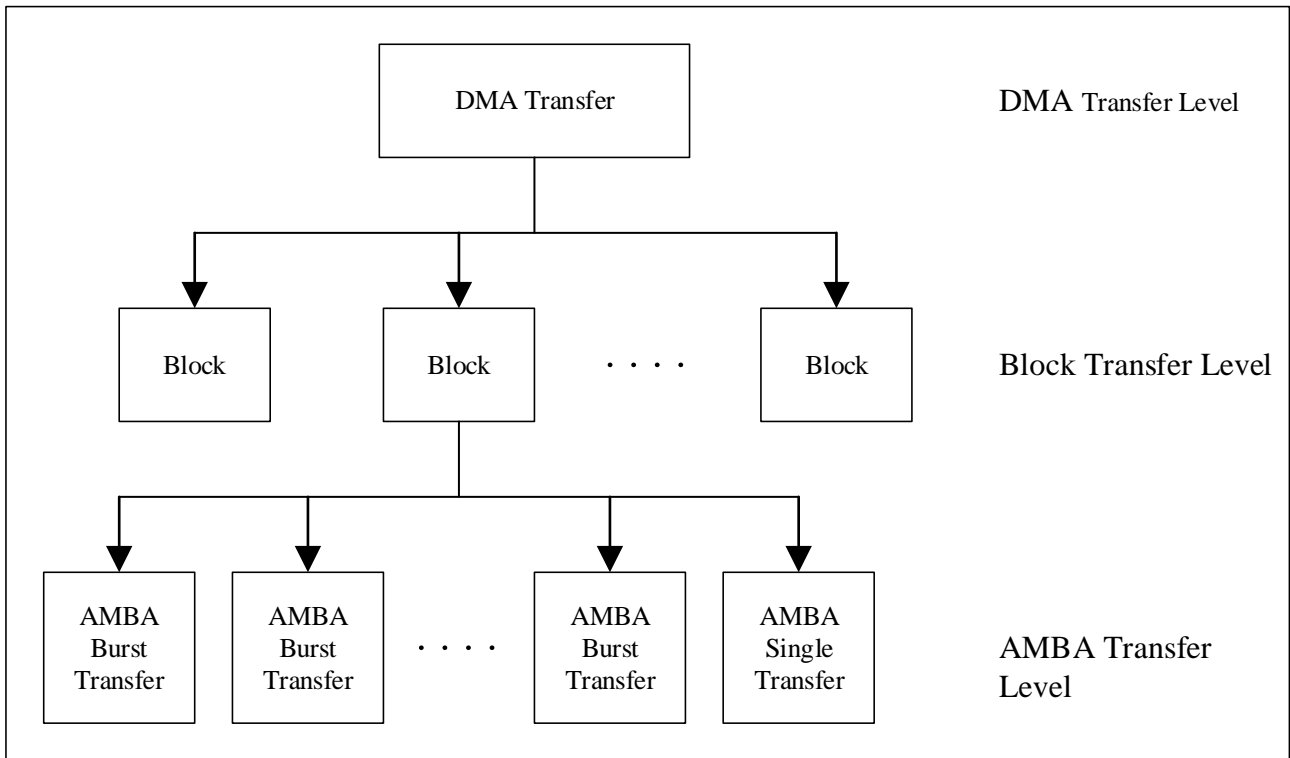 DMA Transfer
DMA Transfer Level
Block
Block
. . . .
Block
Block Transfer Level
AMBA
Burst
Transfer
AMBA
Burst
Transfer
. . . .
AMBA
Burst
Transfer
AMBA
Single
Transfer
AMBA Transfer
Level